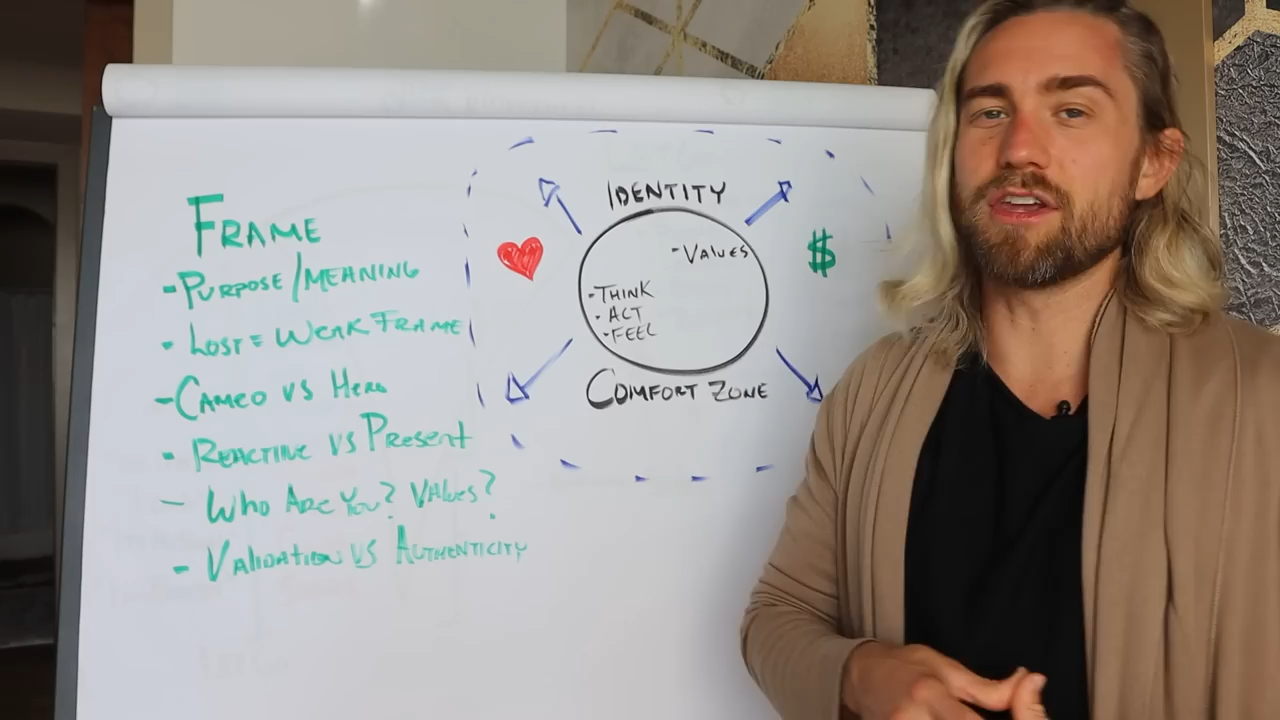 FRAME
-PURPOSE/MEANING
- LOST = WEAK FRAME
-CAMEO VS HERO
- REACTIVE VS PRESENT
- WHO ARE YOU? VALUES?
- VALIDATION VS AUTHENTICITY
IDENTITY
-VALUES
$
-THINK
- ACT
-FEEL
COMFORT ZONE